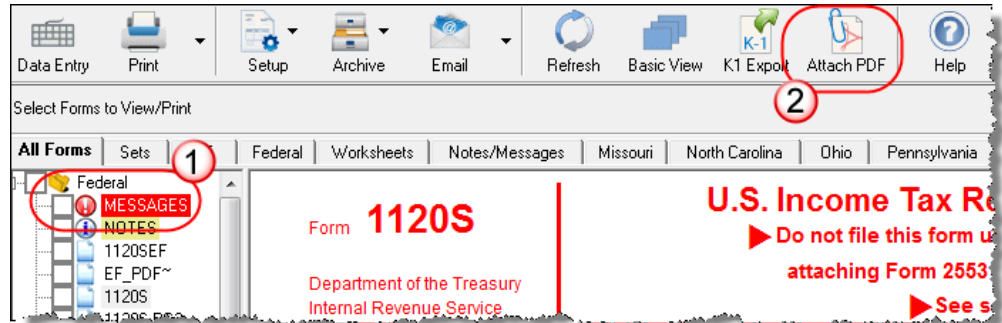 Data Entry Print Setup Archive Email Refresh Basic View K-1 K1 Export Attach PDF Help
2
Select Forms to View/Print
All Forms Sets Federal Worksheets Notes/Messages Missouri North Carolina Ohio Pennsylvania
1
Federal
MESSAGES
NOTES
1120SEF
EF_PDF~
1120S
Form 1120S
Department of the Treasury
Internal Revenue Service
U.S. Income Tax Re
Do not file this form u
attaching Form 2553
See s